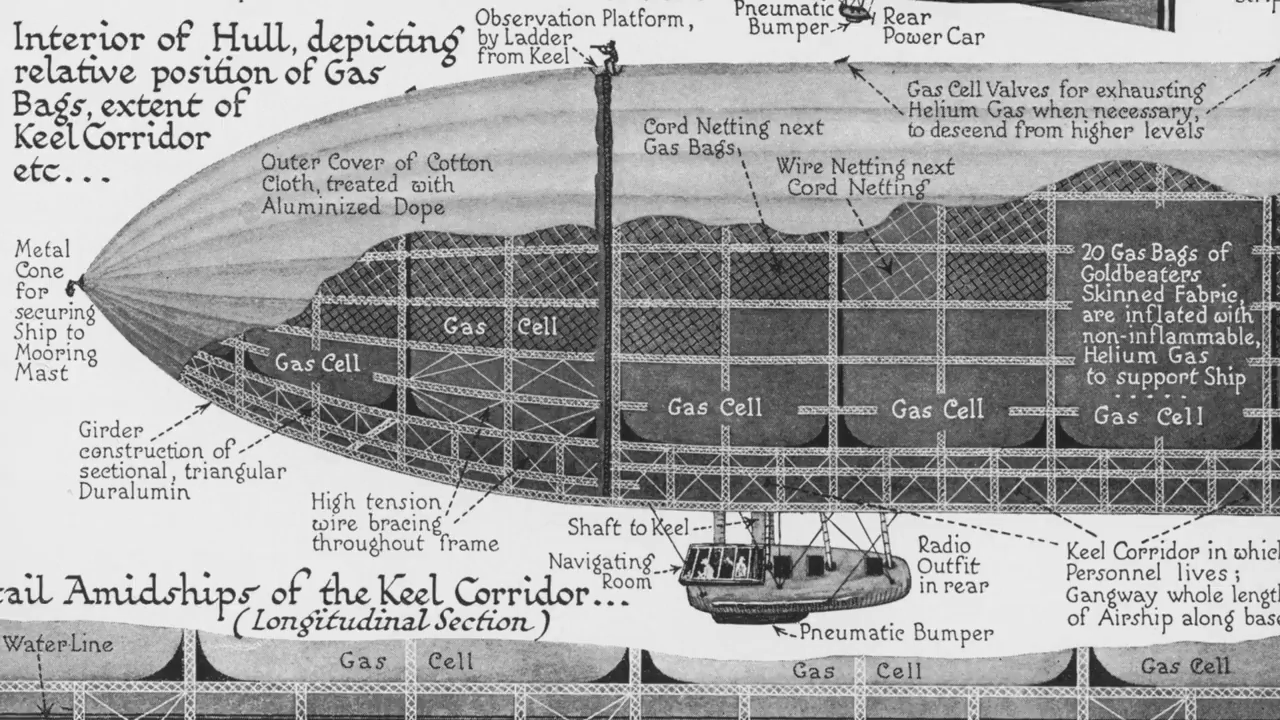 Interior of Hull, depicting
relative position of Gas
Bags, extent of
Keel Corridor
etc...
Observation Platform,
by Ladder
from Keel
Pneumatic
Bumper
Rear
Power Car
Gas Cell Valves, for exhausting
Helium Gas when necessary,
to descend from higher levels
Cord Netting next
Gas Bags,
Wire Netting next
Cord Netting
Outer Cover of Cotton
Cloth, treated with
Aluminized Dope
Metal
Cone
for
securing
Ship to
Mooring
Mast
20 Gas Bags of
Goldbeaters
Skinned Fabric,
are inflated with
non-inflammable,
Helium Gas
to support Ship
.....
Gas Cell
Gas Cell
Gas Cell
Gas Cell
Gas Cell
Girder
construction of
sectional, triangular
Duralumin
High tension
wire bracing
throughout frame
Shaft to Keel
Navigating
Room
Radio
Outfit
in rear
Pneumatic Bumper
Keel Corridor in which
Personnel lives;
Gangway whole length
of Airship along base
tail Amidships of the Keel Corridor...
(Longitudinal Section)
Water Line
Gas Cell
Gas Cell
Gas Cell